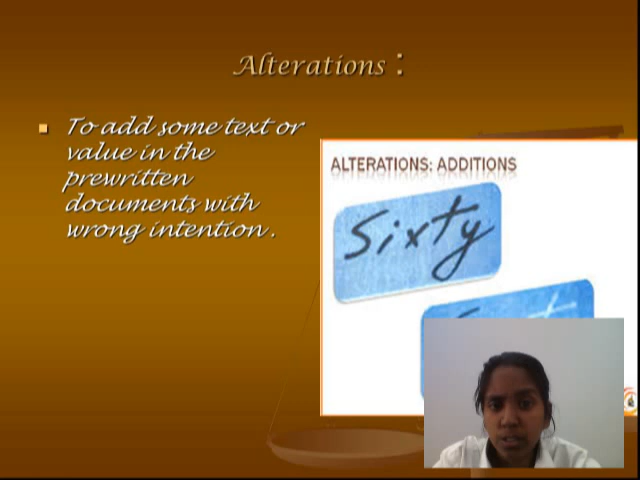 Alterations :
To add some text or
value in the
prewritten
documents with
wrong intention .
ALTERATIONS: ADDITIONS
Sixty